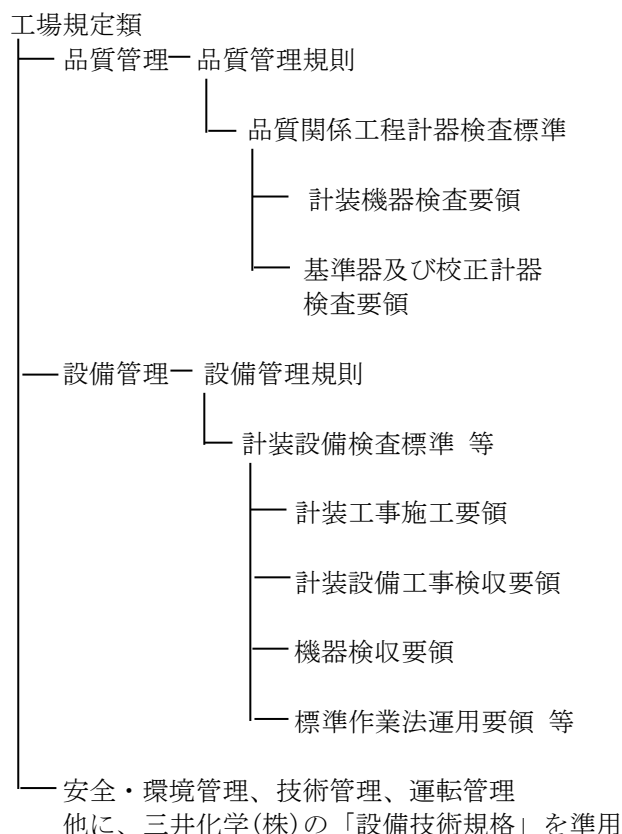 工場規定類
品質管理 品質管理規則
品質関係工程計器検査標準
計装機器検査要領
基準器及び校正計器
検査要領
設備管理 設備管理規則
計装設備検査標準 等
計装工事施工要領
計装設備工事検収要領
機器検収要領
標準作業法運用要領 等
安全・環境管理、技術管理、運転管理
他に、三井化学(株)の「設備技術規格」を準用